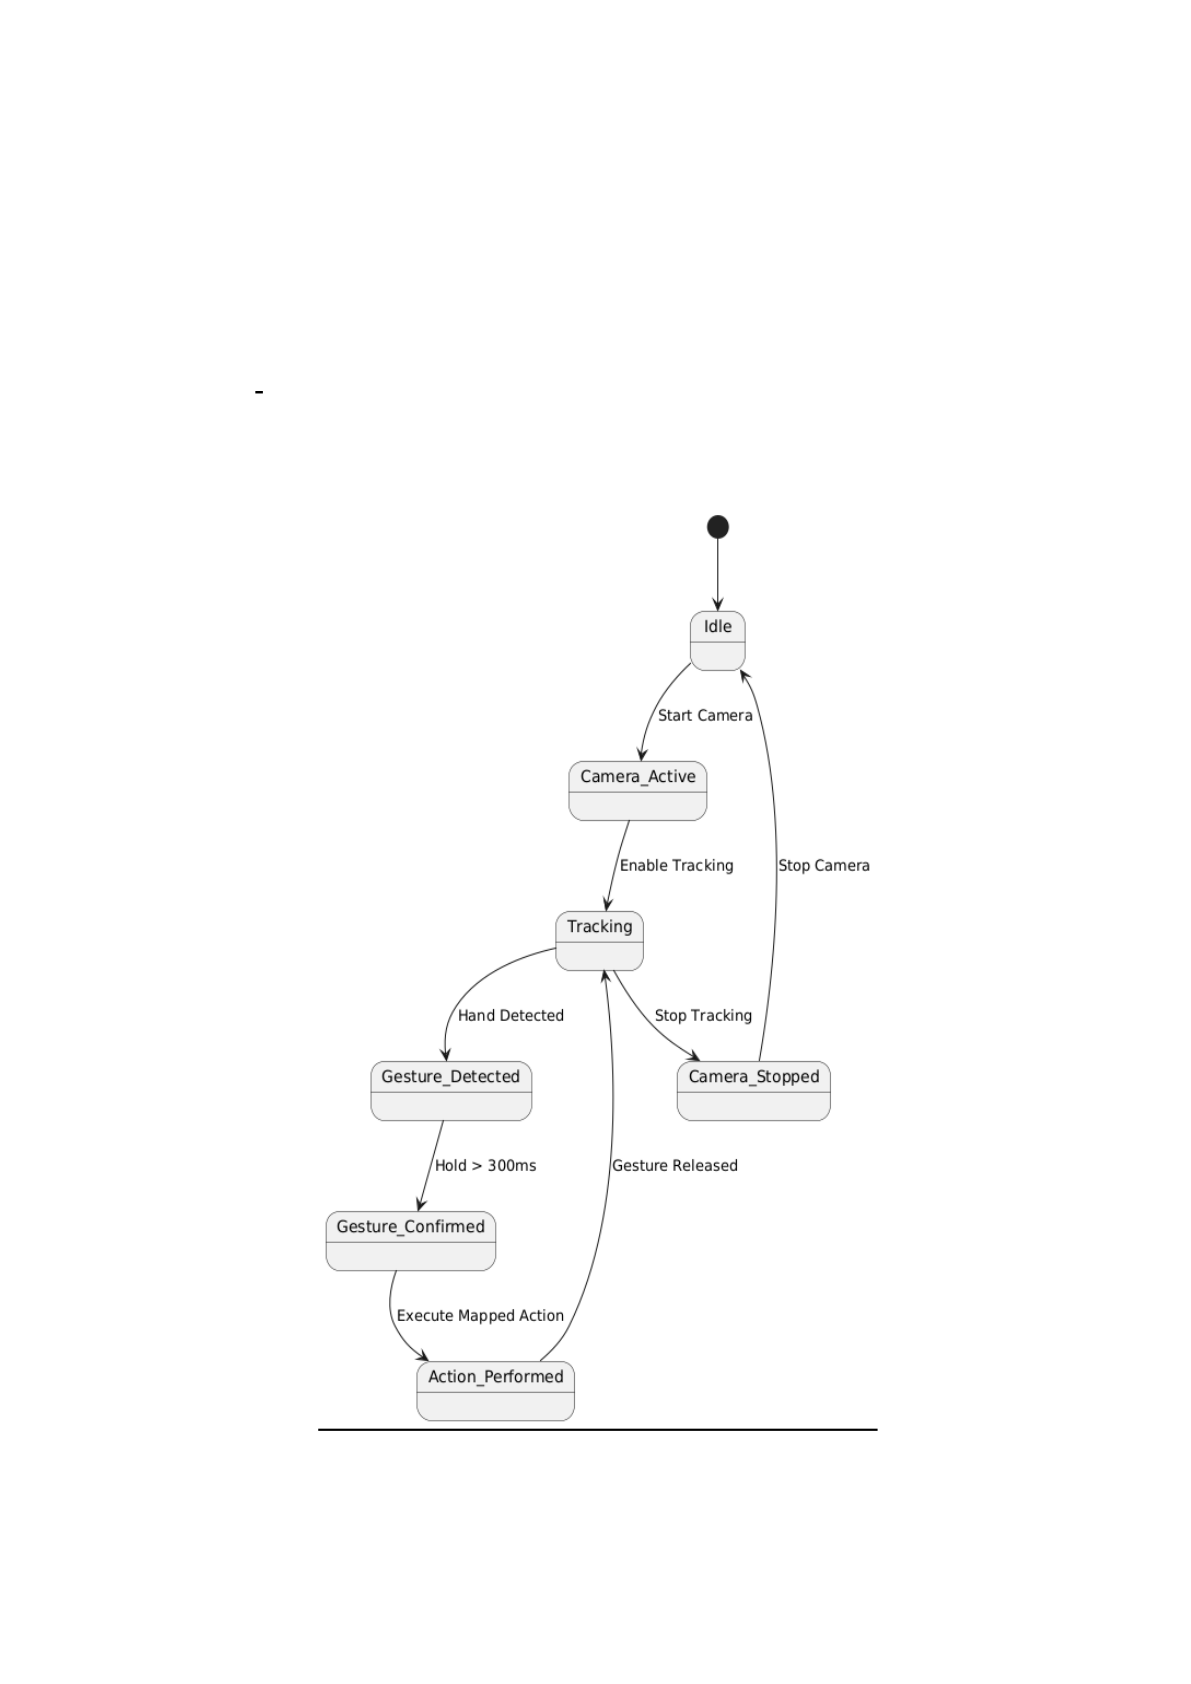 -
Idle
Start Camera
Camera_Active
Enable Tracking
Stop Camera
Tracking
Hand Detected
Stop Tracking
Gesture_Detected
Camera_Stopped
Hold > 300ms
Gesture Released
Gesture_Confirmed
Execute Mapped Action
Action_Performed